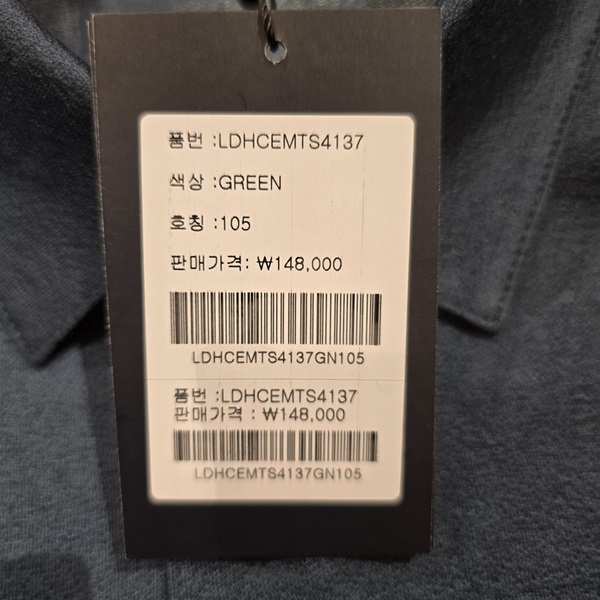 품번 :LDHCEMTS4137
색상 :GREEN
호칭 :105
판매가격: ₩148,000
LDHCEMTS4137GN105
품번 :LDHCEMTS4137
판매가격 : ₩148,000
LDHCEMTS4137GN105